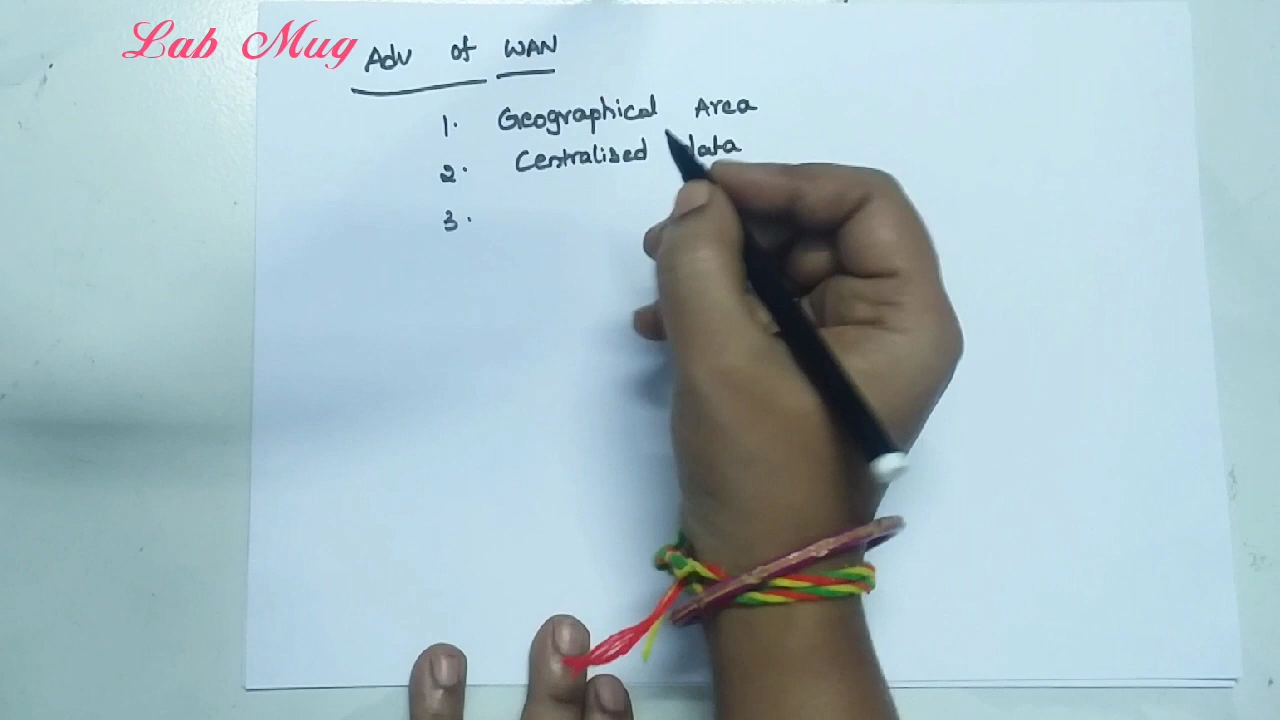 Lab Mug
Adv of WAN
1. Geographical Area
2. Centralised data
3.